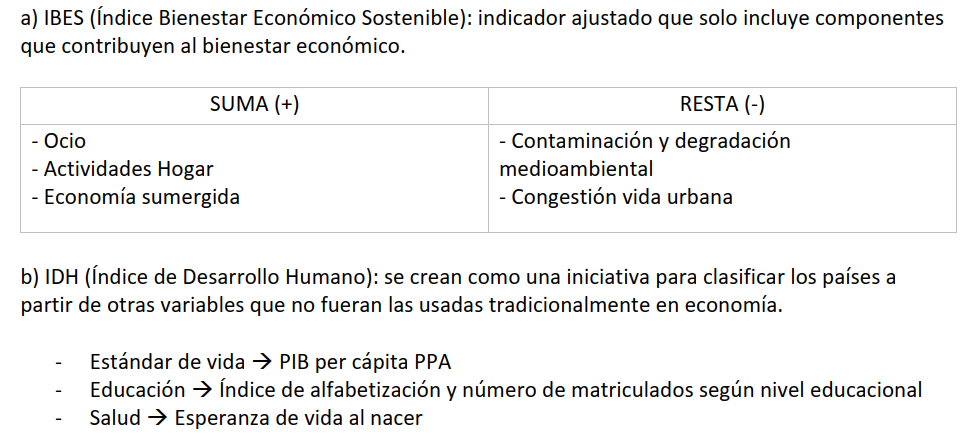 a) IBES (Índice Bienestar Económico Sostenible): indicador ajustado que solo incluye componentes
que contribuyen al bienestar económico.
SUMA (+)
RESTA (-)
- Ocio
- Actividades Hogar
- Economía sumergida
- Contaminación y degradación
medioambiental
- Congestión vida urbana
b) IDH (Índice de Desarrollo Humano): se crean como una iniciativa para clasificar los países a
partir de otras variables que no fueran las usadas tradicionalmente en economía.
- Estándar de vida → PIB per cápita PPA
- Educación → Índice de alfabetización y número de matriculados según nivel educacional
- Salud → Esperanza de vida al nacer